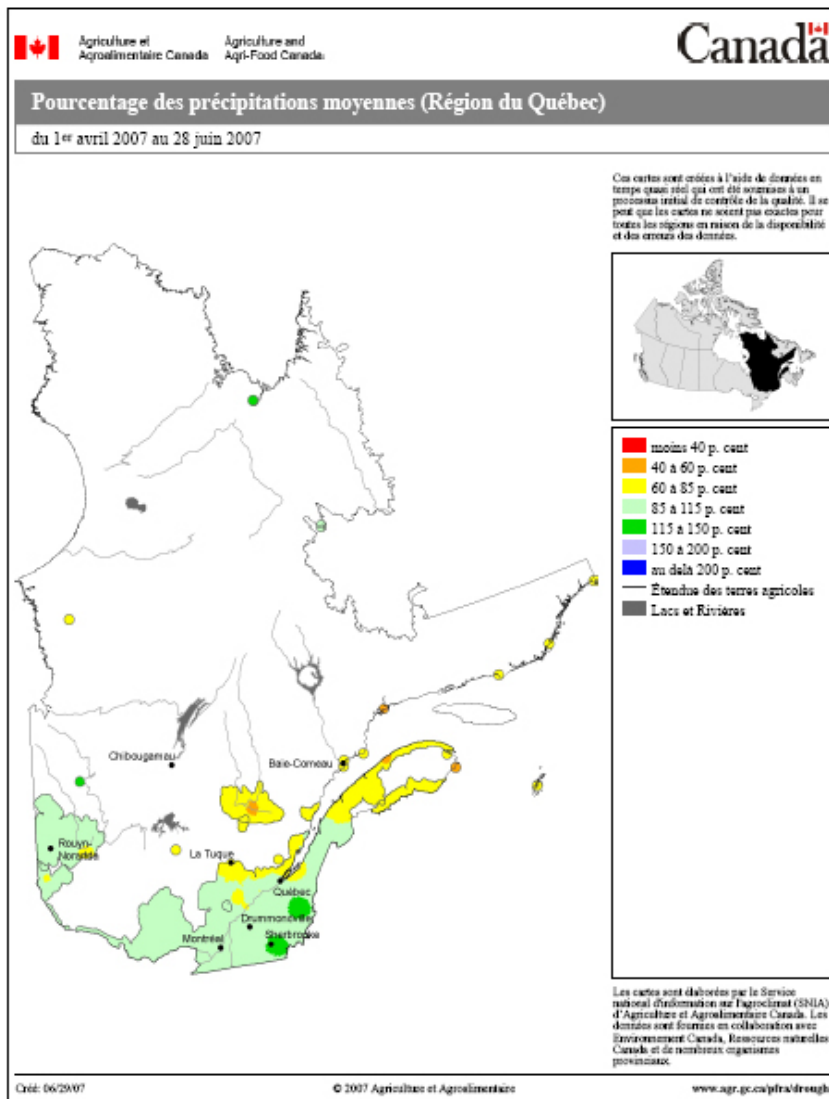 Agriculture et
Agroalimentaire Canada
Agriculture and
Agri-Food Canada
Canada
Pourcentage des précipitations moyennes (Région du Québec)
du 1er avril 2007 au 28 juin 2007
Ces cartes sont créées à l'aide de données en
temps quasi réel qui ont été soumises à un
processus initial de contrôle de la qualité. Il se
peut que les cartes ne soient pas exactes pour
toutes les régions en raison de la disponibilité
et des erreurs des données.
moins 40 p. cent
40 à 60 p. cent
60 à 85 p. cent
85 à 115 p. cent
115 à 150 p. cent
150 à 200 p. cent
au delà 200 p. cent
Étendue des terres agricoles
Lacs et Rivières
Chibougamau
Baie-Comeau
Rouyn-
Noranda
La Tuque
Québec
Drummondville
Montréal
Sherbrooke
Les cartes sont élaborées par le Service
national d'information sur l'agroclimat (SNIA)
d'Agriculture et Agroalimentaire Canada. Les
données sont fournies en collaboration avec
Environnement Canada, Ressources naturelles
Canada et de nombreux organismes
provinciaux.
Créé: 06/29/07
© 2007 Agriculture et Agroalimentaire
www.agr.gc.ca/pfra/drough